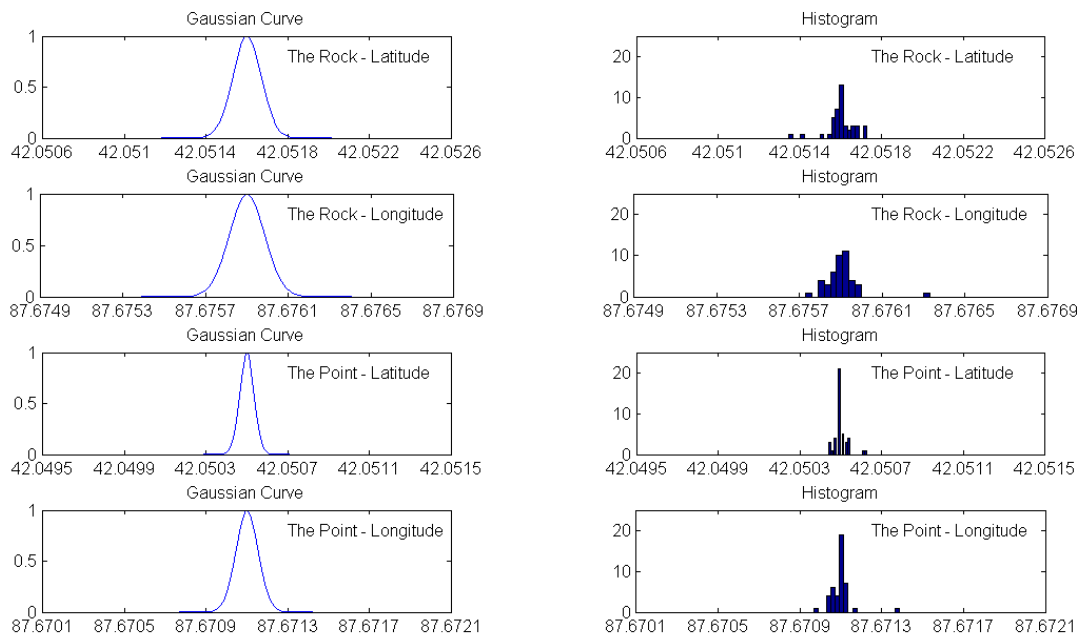 Gaussian Curve
Histogram
1
0.5
0
The Rock - Latitude
42.0506 42.051 42.0514 42.0518 42.0522 42.0526
20
10
0
The Rock - Latitude
42.0506 42.051 42.0514 42.0518 42.0522 42.0526
Gaussian Curve
Histogram
1
0.5
0
The Rock - Longitude
87.6749 87.6753 87.6757 87.6761 87.6765 87.6769
20
10
0
The Rock - Longitude
87.6749 87.6753 87.6757 87.6761 87.6765 87.6769
Gaussian Curve
Histogram
1
0.5
0
The Point - Latitude
42.0495 42.0499 42.0503 42.0507 42.0511 42.0515
20
10
0
The Point - Latitude
42.0495 42.0499 42.0503 42.0507 42.0511 42.0515
Gaussian Curve
Histogram
1
0.5
0
The Point - Longitude
87.6701 87.6705 87.6709 87.6713 87.6717 87.6721
20
10
0
The Point - Longitude
87.6701 87.6705 87.6709 87.6713 87.6717 87.6721